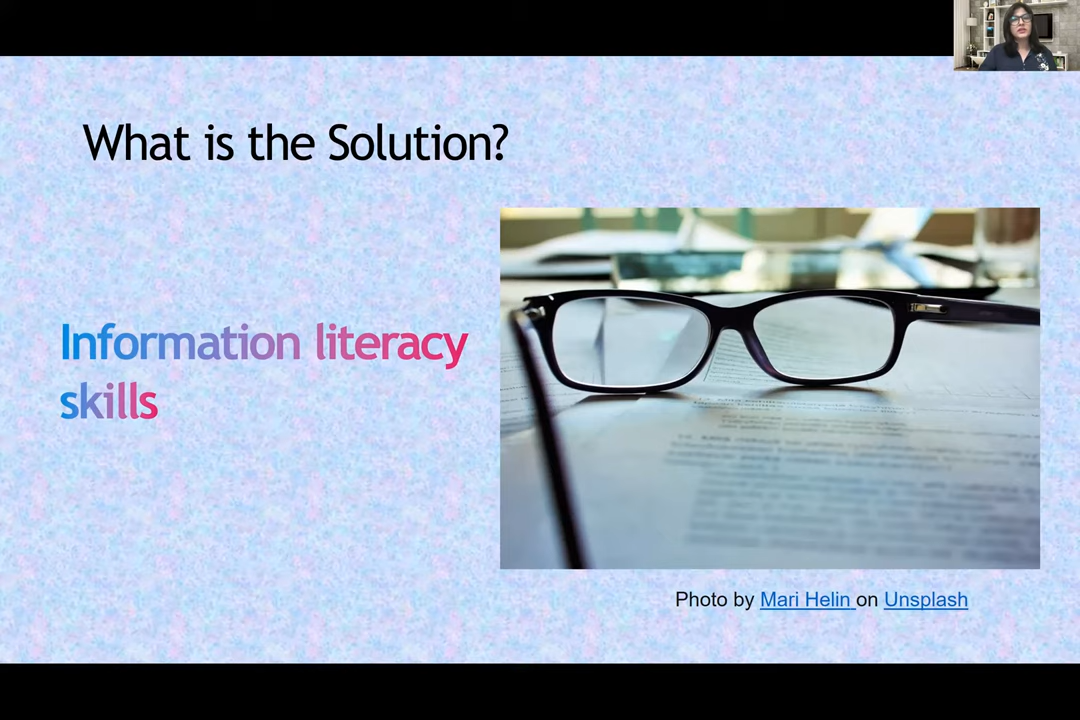 What is the Solution?
Information literacy
skills
Photo by Mari Helin on Unsplash